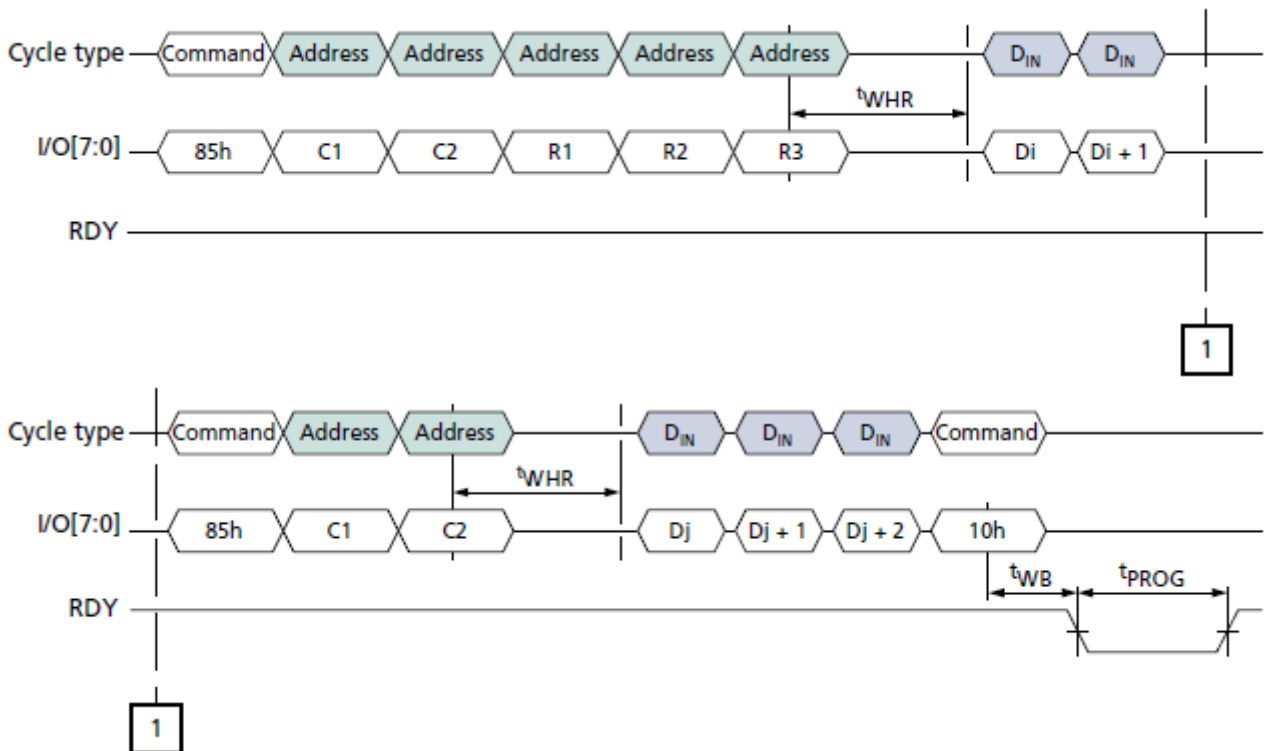 Cycle type Command Address Address Address Address Address DIN DIN
tWHR
I/O[7:0] 85h C1 C2 R1 R2 R3 Di Di + 1
RDY
1
Cycle type Command Address Address DIN DIN DIN Command
tWHR
I/O[7:0] 85h C1 C2 Dj Dj + 1 Dj + 2 10h
tWB tPROG
RDY
1